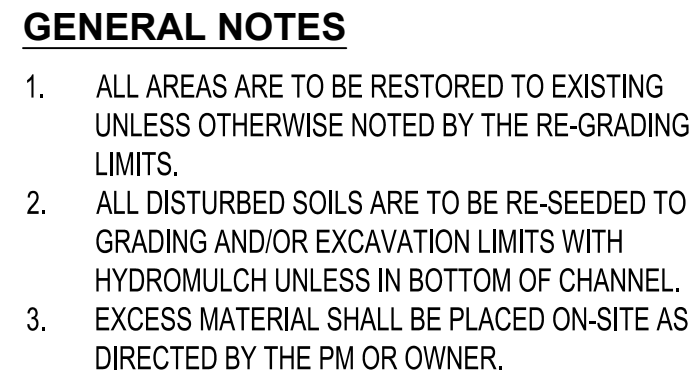 GENERAL NOTES
1. ALL AREAS ARE TO BE RESTORED TO EXISTING
UNLESS OTHERWISE NOTED BY THE RE-GRADING
LIMITS.
2. ALL DISTURBED SOILS ARE TO BE RE-SEEDED TO
GRADING AND/OR EXCAVATION LIMITS WITH
HYDROMULCH UNLESS IN BOTTOM OF CHANNEL.
3. EXCESS MATERIAL SHALL BE PLACED ON-SITE AS
DIRECTED BY THE PM OR OWNER.